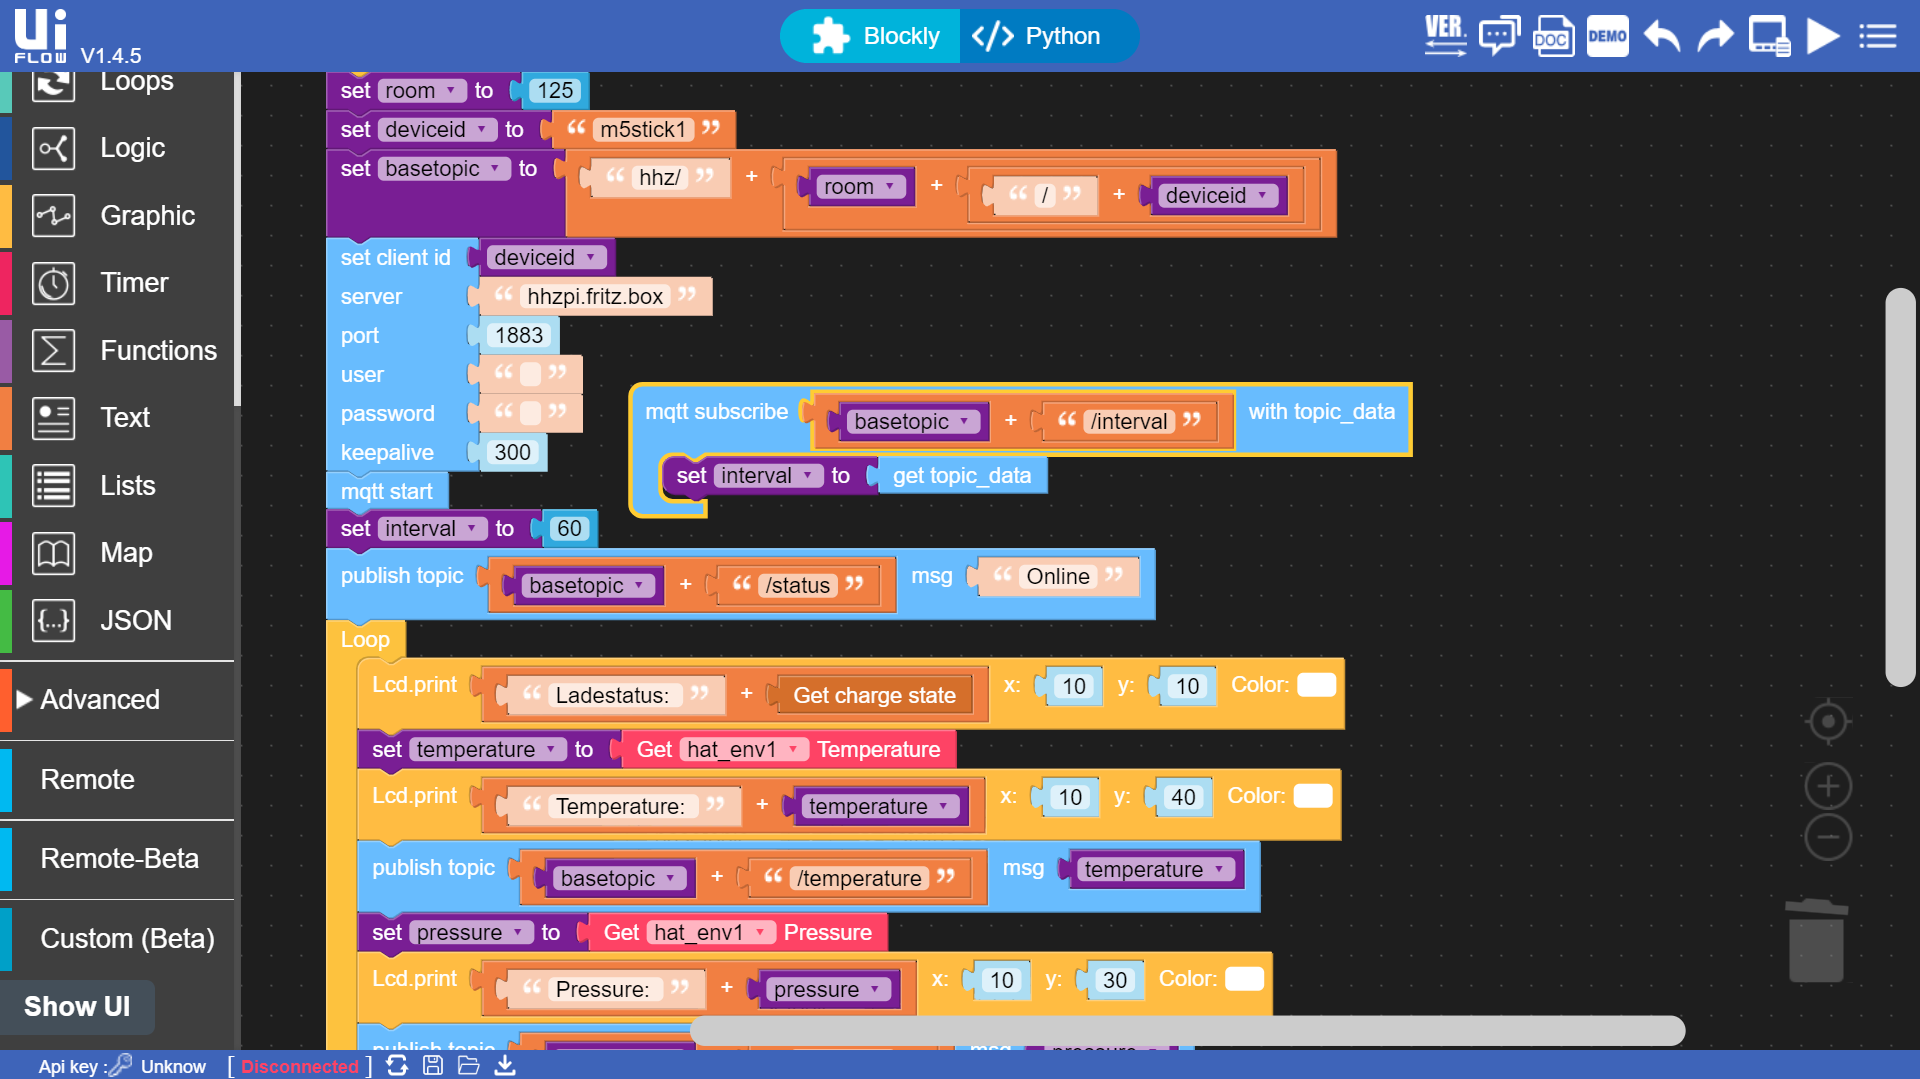 Ui FLOW V1.4.5
Blockly
Python
VER.
DOC
DEMO
Loops
Logic
Graphic
Timer
Functions
Text
Lists
Map
JSON
Advanced
Remote
Remote-Beta
Custom (Beta)
Show UI
set room to 125
set deviceid to “ m5stick1 ”
set basetopic to “ hhz/ ” + room + “ / ” + deviceid
set client id deviceid
server “ hhzpi.fritz.box ”
port 1883
user “ ”
password “ ”
keepalive 300
mqtt start
set interval to 60
mqtt subscribe basetopic + “ /interval ” with topic_data
set interval to get topic_data
publish topic basetopic + “ /status ” msg “ Online ”
Loop
Lcd.print “ Ladestatus: ” + Get charge state x: 10 y: 10 Color:
set temperature to Get hat_env1 Temperature
Lcd.print “ Temperature: ” + temperature x: 10 y: 40 Color:
publish topic basetopic + “ /temperature ” msg temperature
set pressure to Get hat_env1 Pressure
Lcd.print “ Pressure: ” + pressure x: 10 y: 30 Color:
publish topic msg pressure
Api key : Unknow [ Disconnected ]